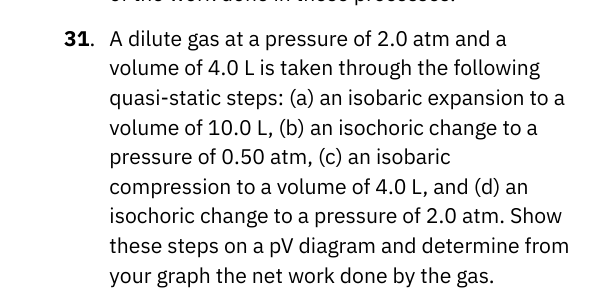 31. A dilute gas at a pressure of 2.0 atm and a
volume of 4.0 L is taken through the following
quasi-static steps: (a) an isobaric expansion to a
volume of 10.0 L, (b) an isochoric change to a
pressure of 0.50 atm, (c) an isobaric
compression to a volume of 4.0 L, and (d) an
isochoric change to a pressure of 2.0 atm. Show
these steps on a pV diagram and determine from
your graph the net work done by the gas.